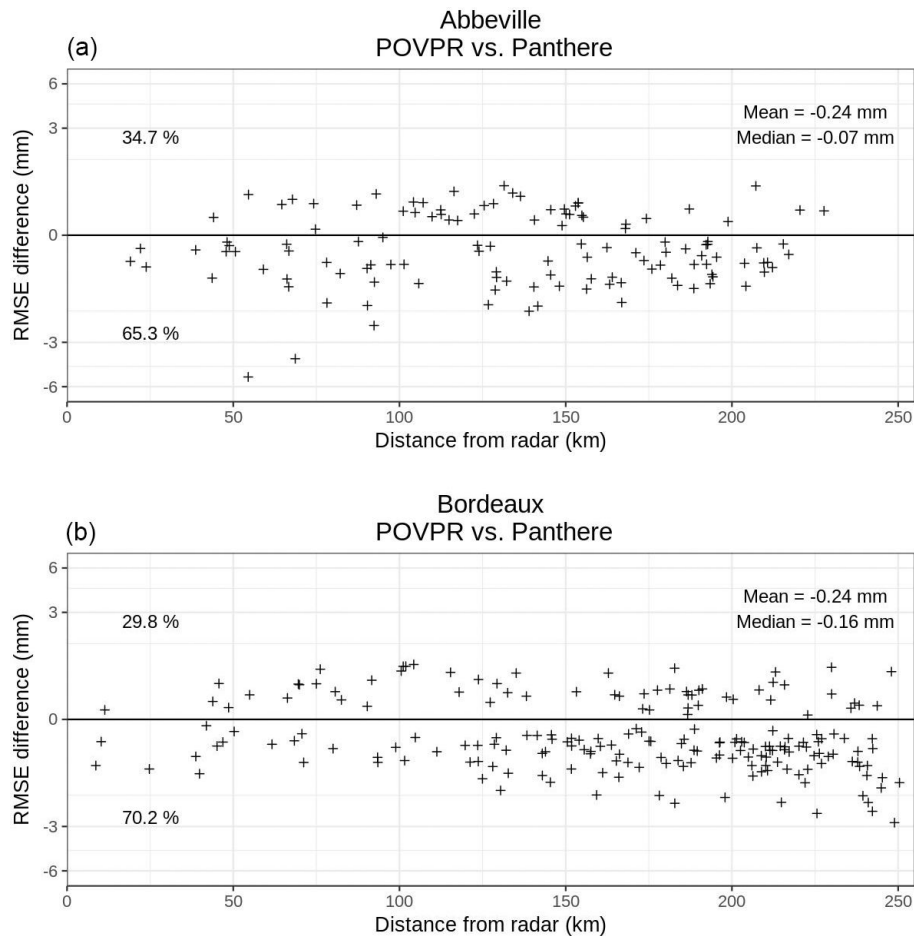 Abbeville
(a)
POVPR vs. Panthere
6
3
0
-3
-6
RMSE difference (mm)
34.7 %
65.3 %
Mean = -0.24 mm
Median = -0.07 mm
0 50 100 150 200 250
Distance from radar (km)
Bordeaux
(b)
POVPR vs. Panthere
6
3
0
-3
-6
RMSE difference (mm)
29.8 %
70.2 %
Mean = -0.24 mm
Median = -0.16 mm
0 50 100 150 200 250
Distance from radar (km)